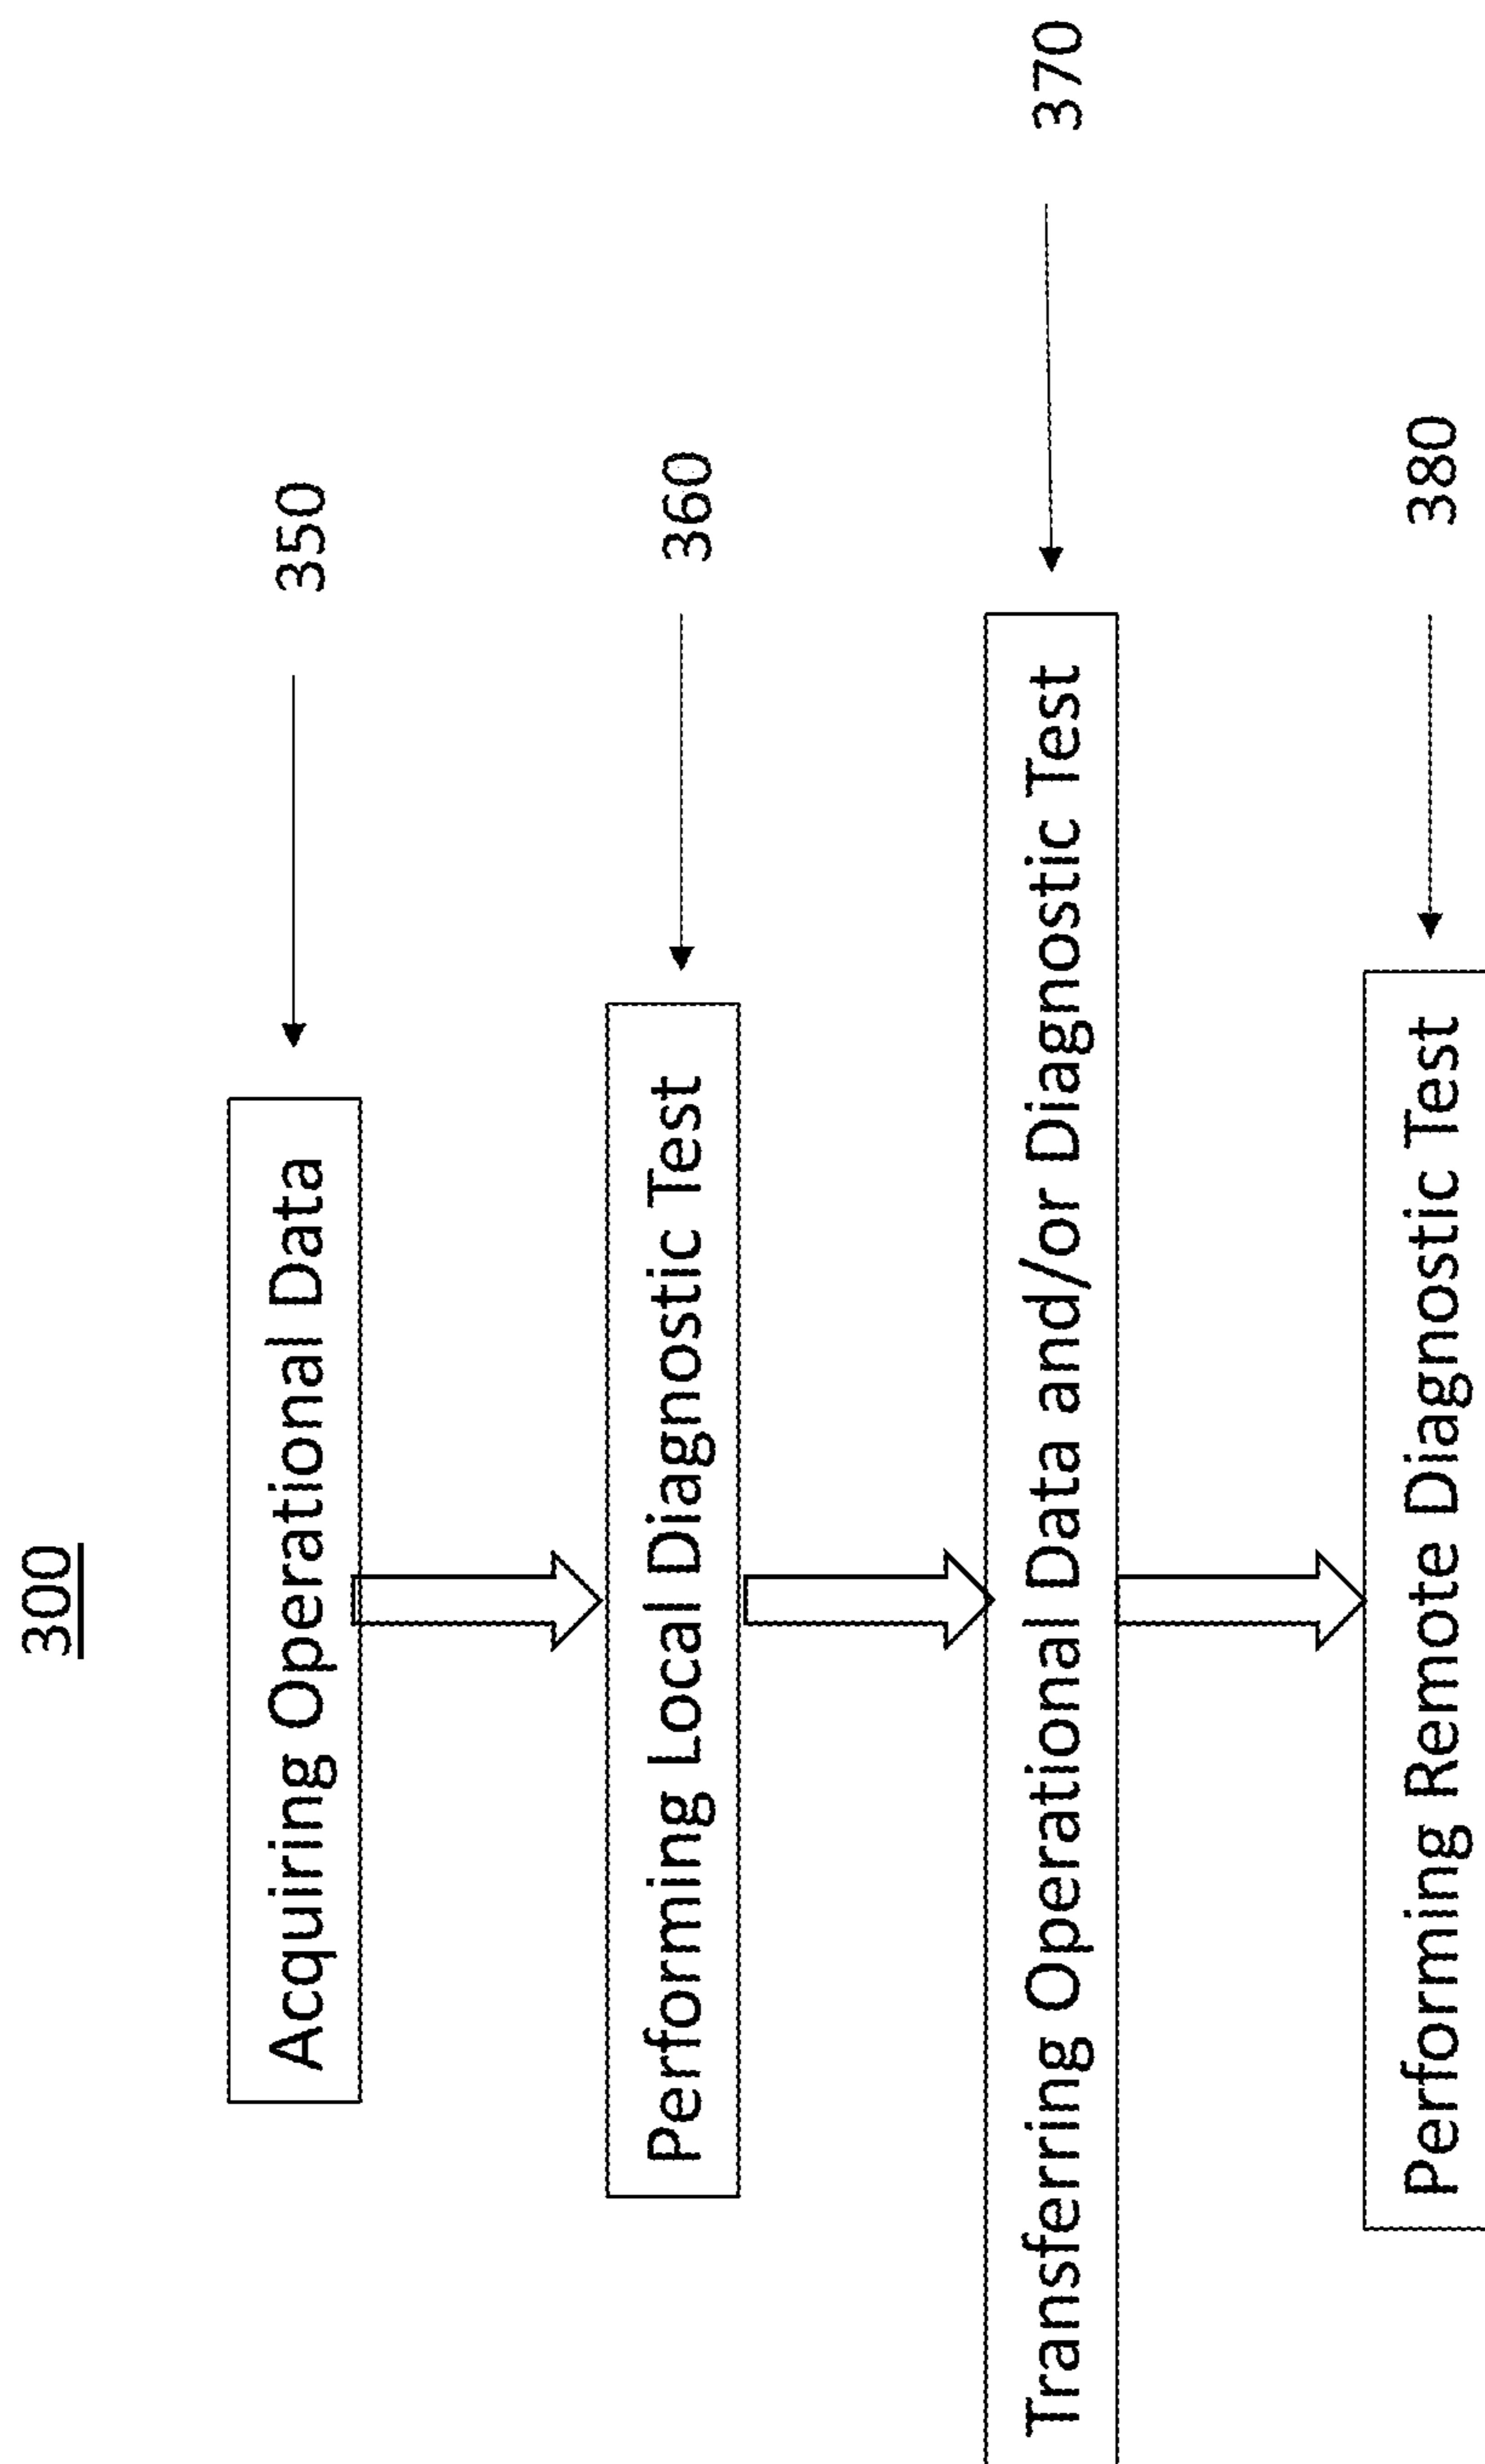 300
Acquiring Operational Data
350
Performing Local Diagnostic Test
360
Transferring Operational Data and/or Diagnostic Test
370
Performing Remote Diagnostic Test
380